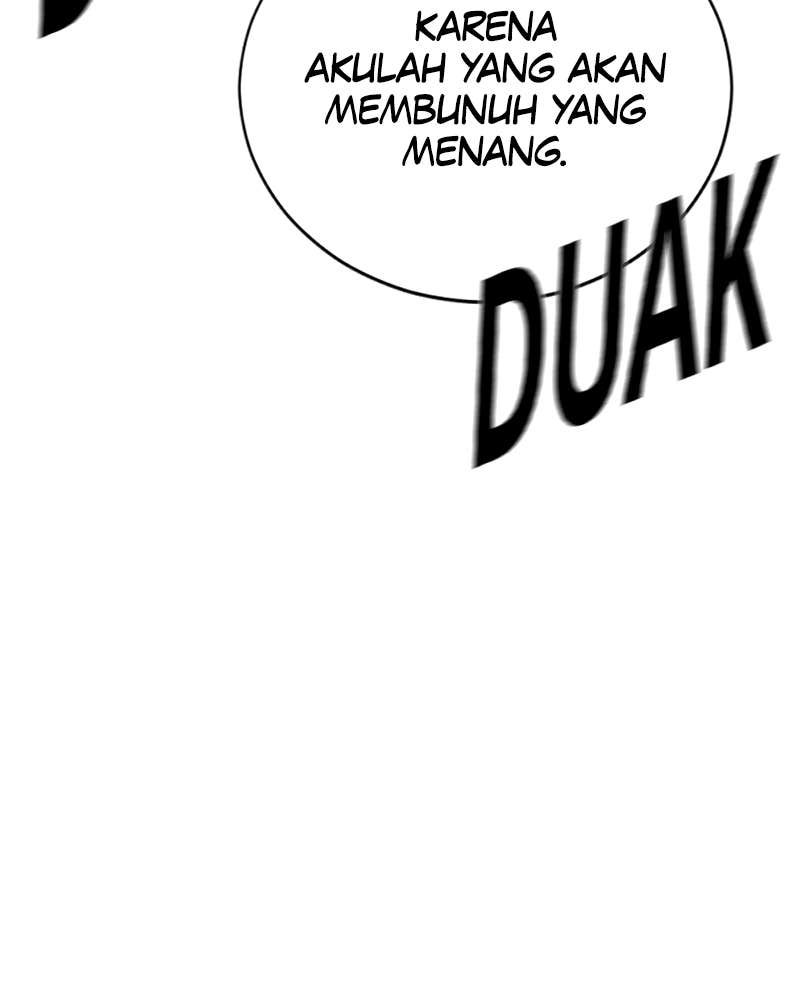 KARENA
AKULAH YANG AKAN
MEMBUNUH YANG
MENANG.
DUAK